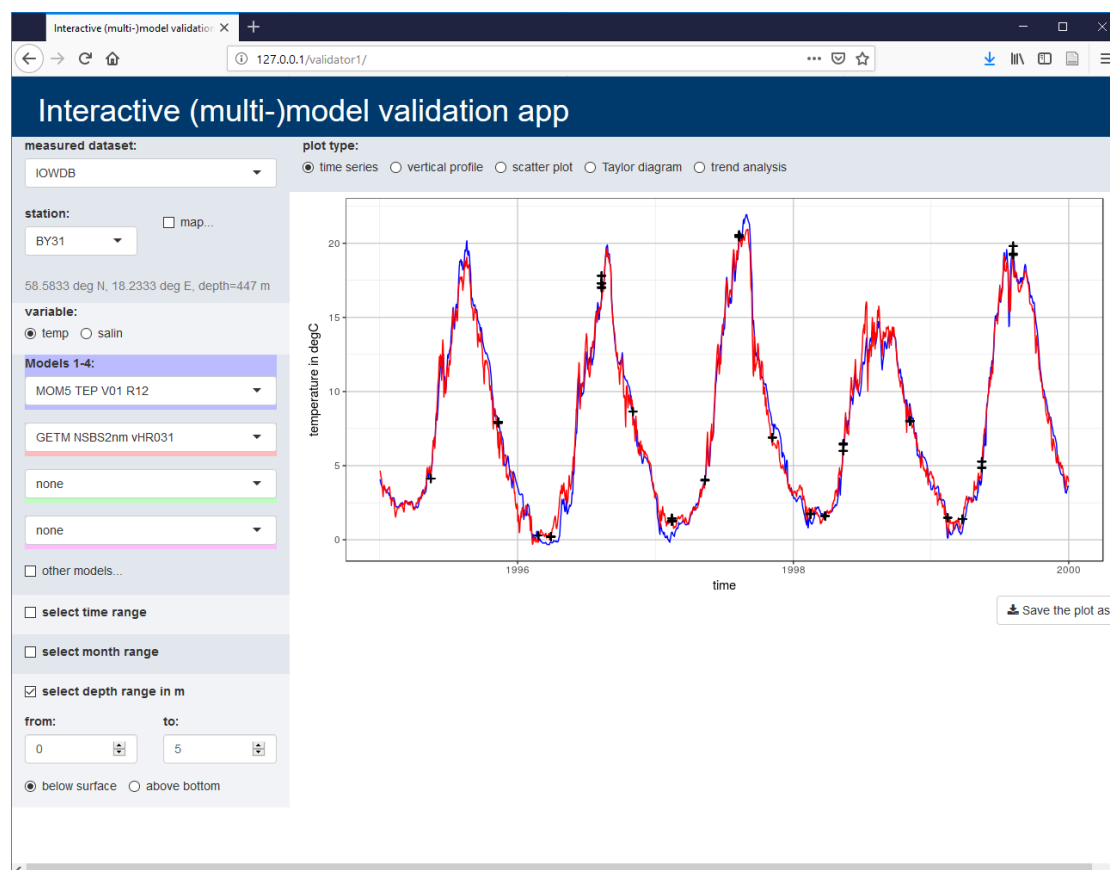 Interactive (multi-)model validation
127.0.0.1/validator1/
Interactive (multi-)model validation app
measured dataset:
IOWDB
station:
map...
BY31
58.5833 deg N, 18.2333 deg E, depth=447 m
variable:
temp salin
Models 1-4:
MOM5 TEP V01 R12
GETM NSBS2nm vHR031
none
none
other models...
select time range
select month range
select depth range in m
from: to:
0 5
below surface above bottom
plot type:
time series vertical profile scatter plot Taylor diagram trend analysis
temperature in degC
20
15
10
5
0
1996 1998 2000
time
Save the plot as